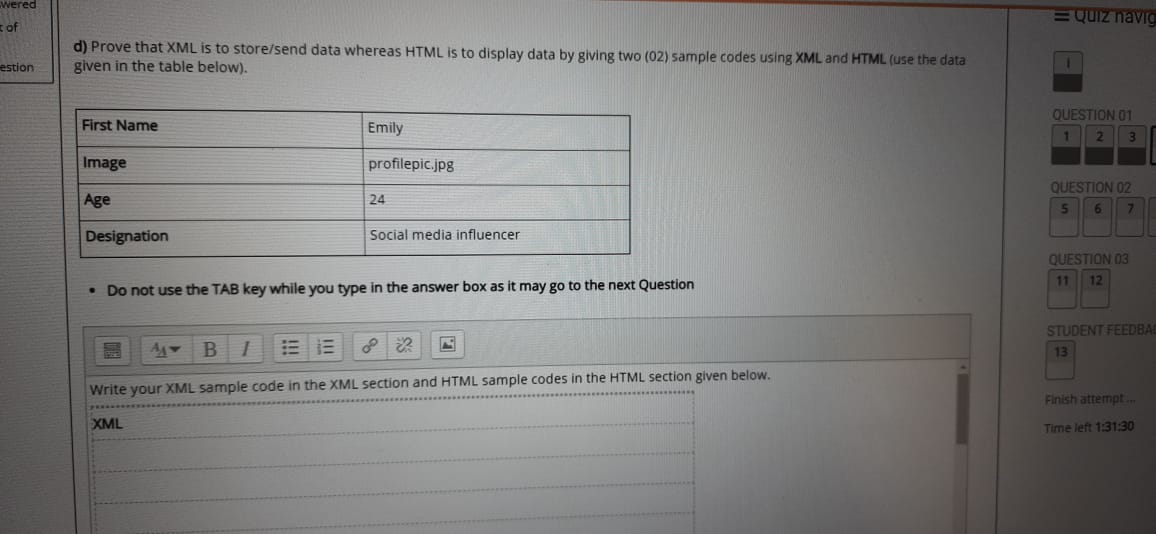 wered
of
estion
d) Prove that XML is to store/send data whereas HTML is to display data by giving two (02) sample codes using XML and HTML (use the data
given in the table below).
First Name Emily
Image profilepic.jpg
Age 24
Designation Social media influencer
• Do not use the TAB key while you type in the answer box as it may go to the next Question
B I
Write your XML sample code in the XML section and HTML sample codes in the HTML section given below.
XML
Quiz navig
i
QUESTION 01
1 2 3
QUESTION 02
5 6 7
QUESTION 03
11 12
STUDENT FEEDBA
13
Finish attempt ...
Time left 1:31:30